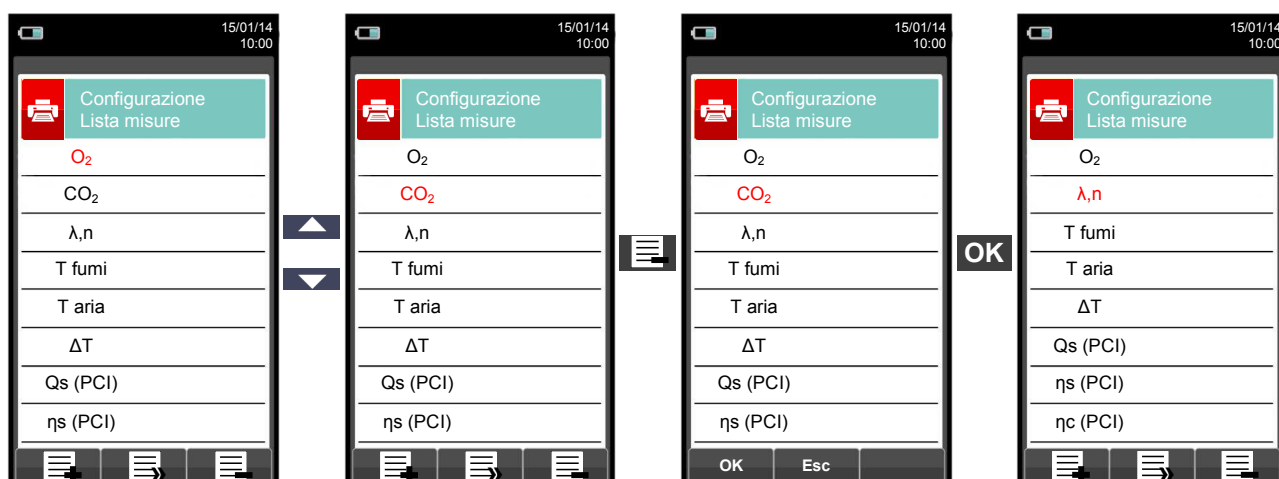 15/01/14
10:00
Configurazione
Lista misure
O₂
CO₂
λ,n
T fumi
T aria
ΔT
Qs (PCI)
ηs (PCI)
15/01/14
10:00
Configurazione
Lista misure
O₂
CO₂
λ,n
T fumi
T aria
ΔT
Qs (PCI)
ηs (PCI)
15/01/14
10:00
Configurazione
Lista misure
O₂
CO₂
λ,n
T fumi
T aria
ΔT
Qs (PCI)
ηs (PCI)
OK Esc
OK
15/01/14
10:00
Configurazione
Lista misure
O₂
λ,n
T fumi
T aria
ΔT
Qs (PCI)
ηs (PCI)
ηc (PCI)